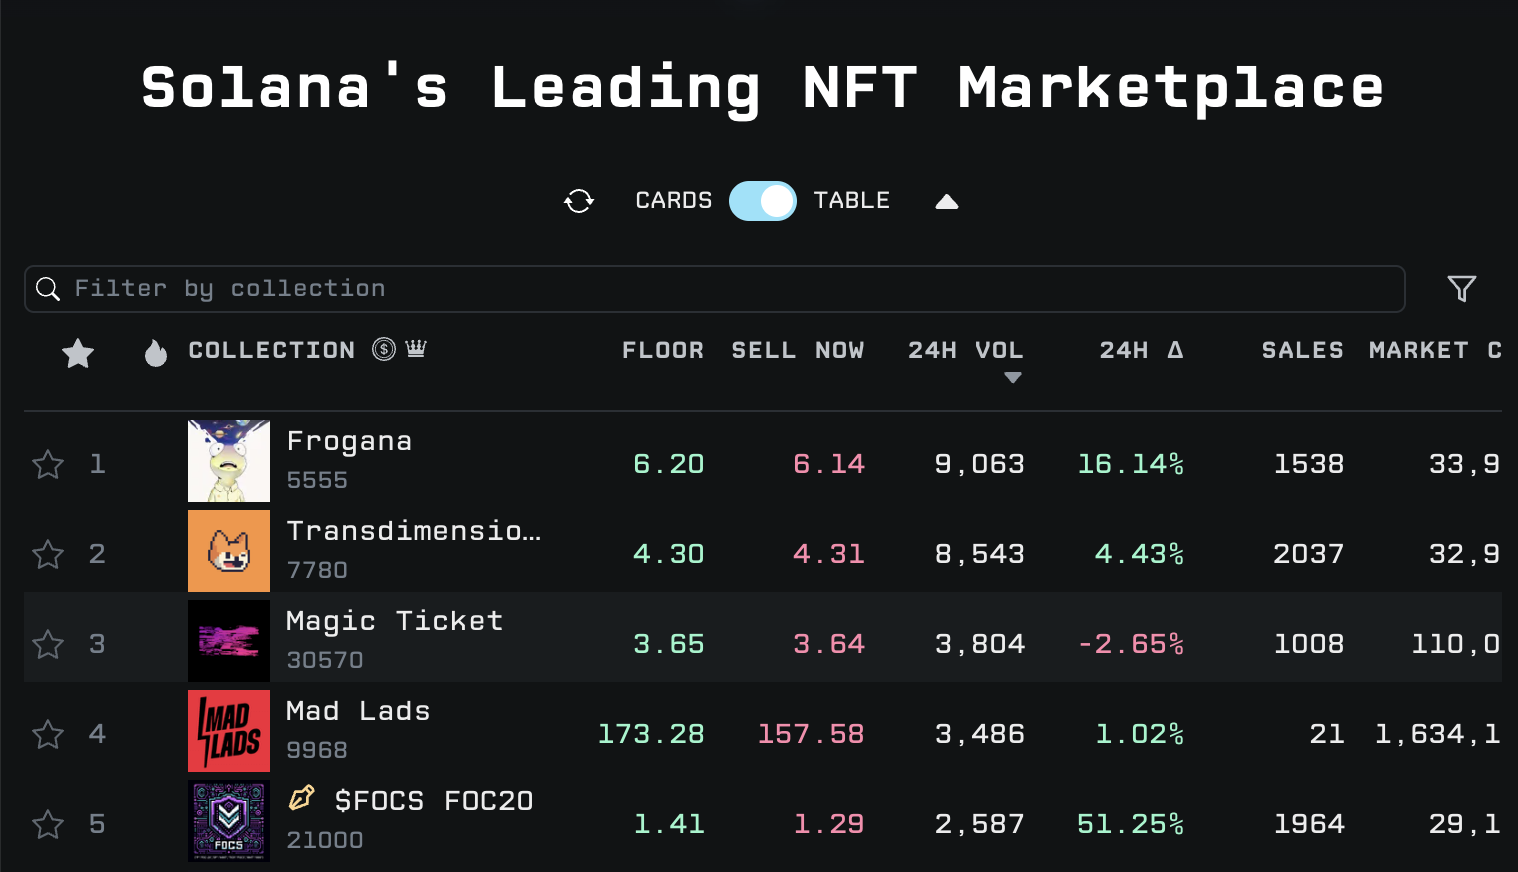 Solana's Leading NFT Marketplace
CARDS TABLE
Filter by collection
COLLECTION FLOOR SELL NOW 24H VOL 24H Δ SALES MARKET C
1 Frogana 5555 6.20 6.14 9,063 16.14% 1538 33,9
2 Transdimensio… 7780 4.30 4.31 8,543 4.43% 2037 32,9
3 Magic Ticket 30570 3.65 3.64 3,804 -2.65% 1008 110,0
4 MAD LADS Mad Lads 9968 173.28 157.58 3,486 1.02% 21 1,634,1
5 FOCS $FOCS FOC20 21000 1.41 1.29 2,587 51.25% 1964 29,1